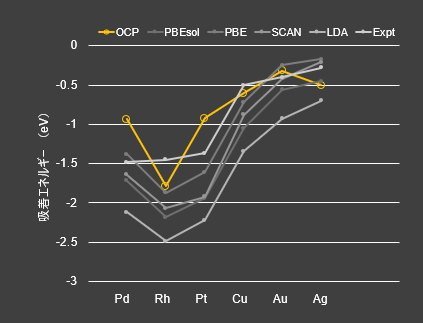 OCP PBEsol PBE SCAN LDA Expt
0
-0.5
-1
-1.5
-2
-2.5
-3
吸着エネルギー (eV)
Pd Rh Pt Cu Au Ag